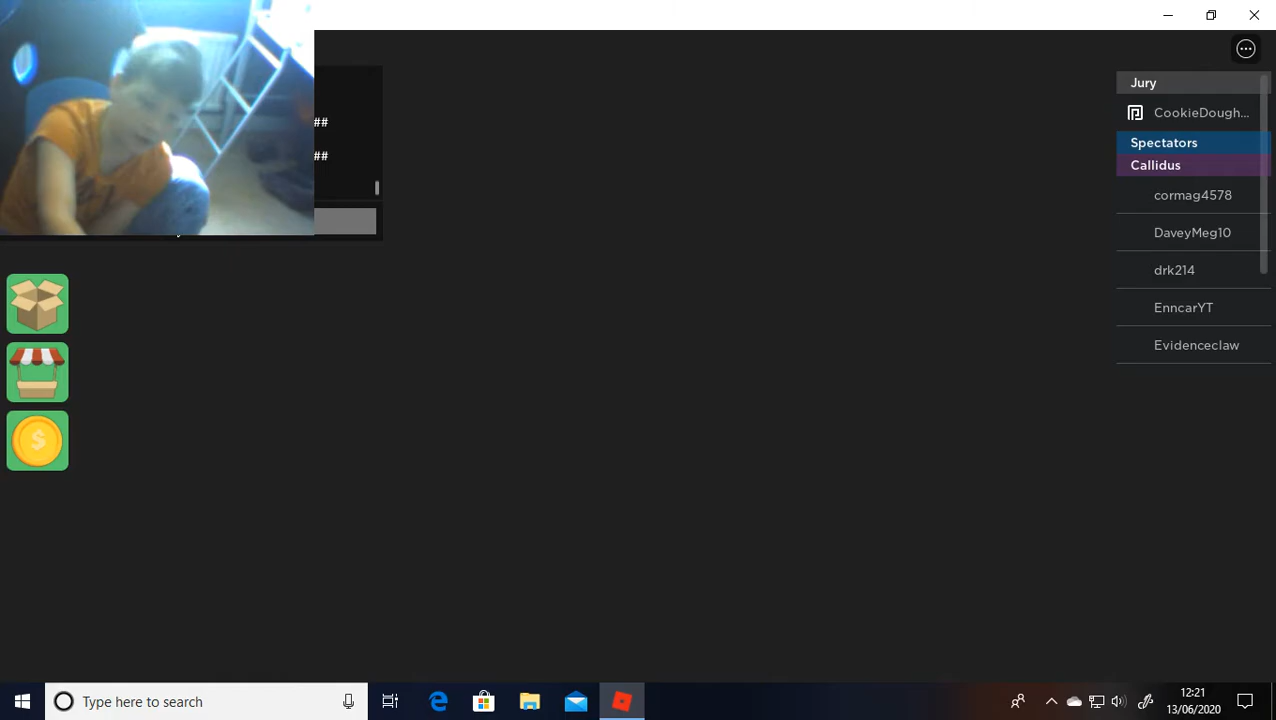 ##
##
Jury
CookieDough...
Spectators
Callidus
cormag4578
DaveyMeg10
drk214
EnncarYT
Evidenceclaw
$
Type here to search
12:21
13/06/2020